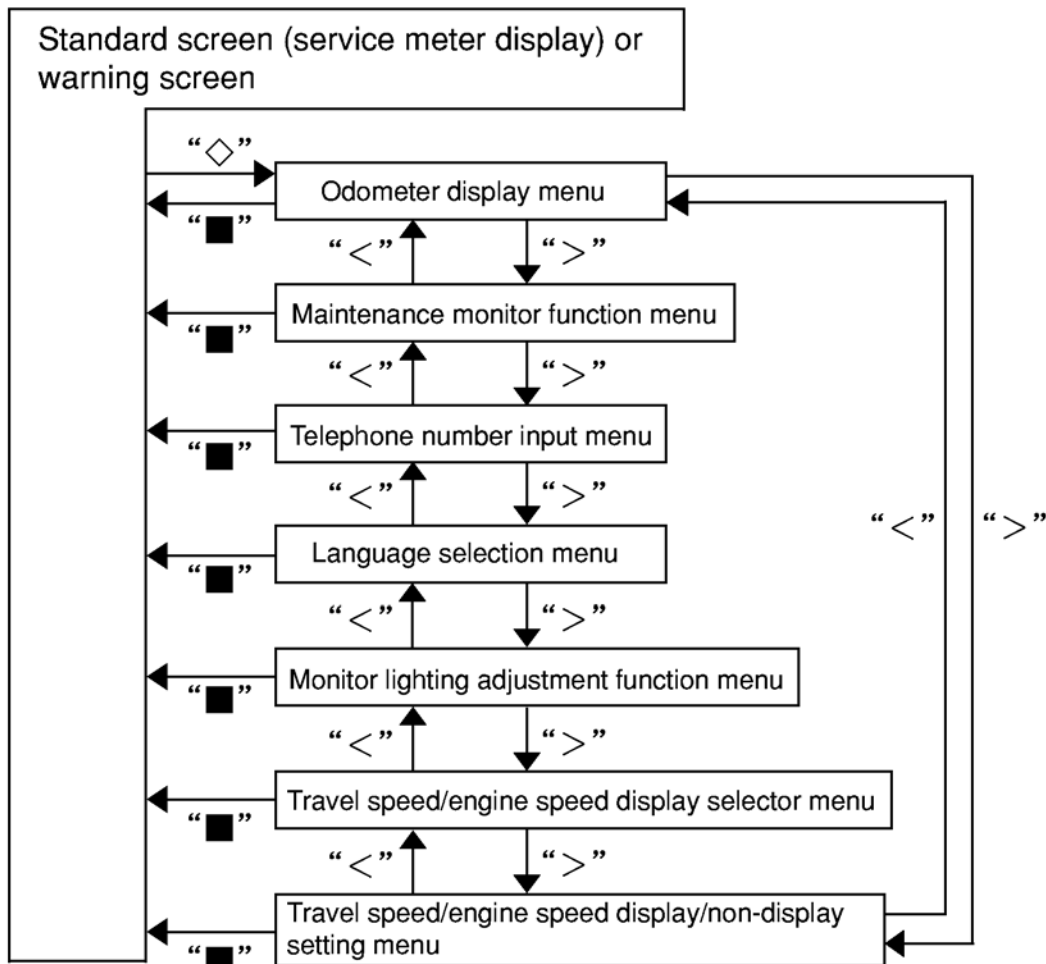 Standard screen (service meter display) or
warning screen
“◇”
Odometer display menu
“■”
“<” “>”
Maintenance monitor function menu
“■”
“<” “>”
Telephone number input menu
“■”
“<” “>”
“<” “>”
Language selection menu
“■”
“<” “>”
Monitor lighting adjustment function menu
“■”
“<” “>”
Travel speed/engine speed display selector menu
“■”
“<” “>”
Travel speed/engine speed display/non-display
setting menu
“■”